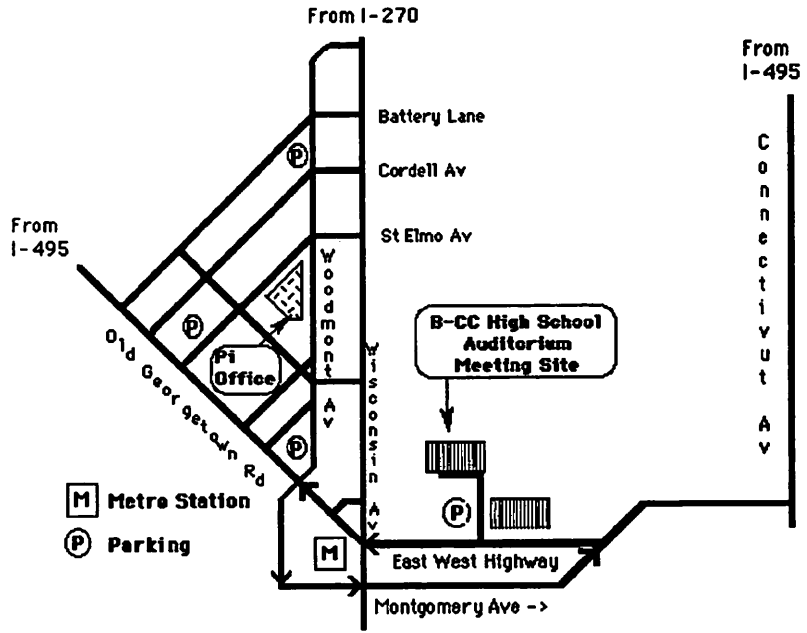 From I-270
From
I-495
Battery Lane
Cordell Av
From
I-495
St Elmo Av
Connectivut Av
Woodmont Av
B-CC High School
Auditorium
Meeting Site
Pi
Office
Old Georgetown Rd
Wisconsin Av
M Metro Station
P Parking
P
P
P
P
M
East West Highway
Montgomery Ave ->